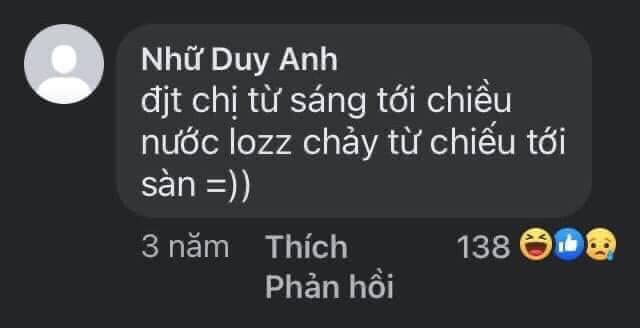 Nhữ Duy Anh
đjt chị từ sáng tới chiều
nước lozz chảy từ chiếu tới
sàn =))
3 năm Thích 138
Phản hồi